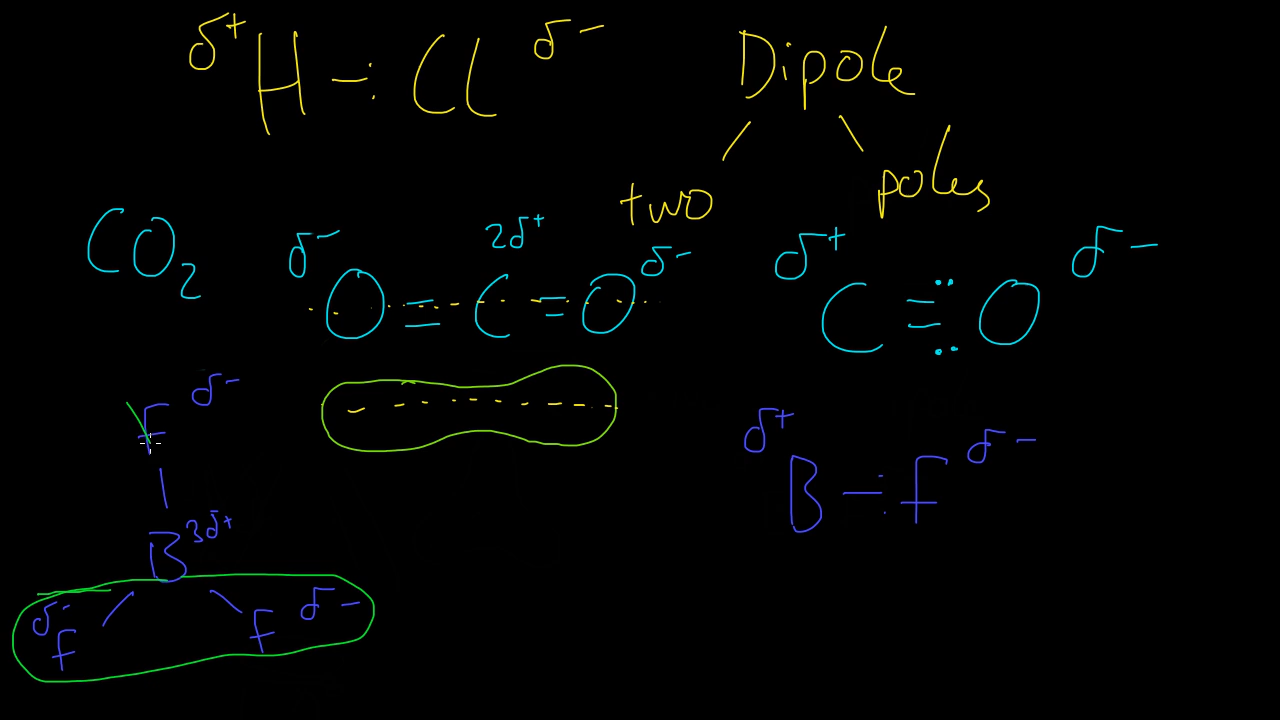 δ+ H – : Cl δ- Dipole
two poles
CO2 δ- O = C 2δ+ = O δ-
δ+ C = :: O δ-
F δ-
B 3δ+
δ- F F δ-
δ+ B – : F δ-